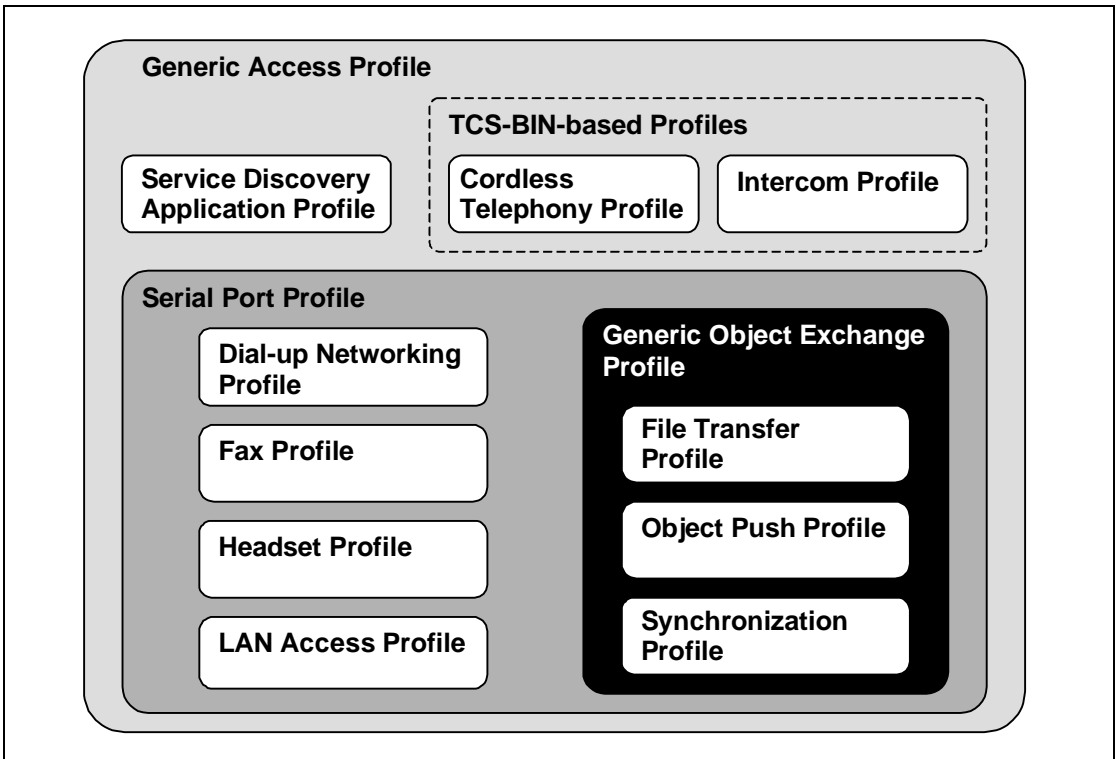 Generic Access Profile
TCS-BIN-based Profiles
Service Discovery
Application Profile
Cordless
Telephony Profile
Intercom Profile
Serial Port Profile
Dial-up Networking
Profile
Fax Profile
Headset Profile
LAN Access Profile
Generic Object Exchange
Profile
File Transfer
Profile
Object Push Profile
Synchronization
Profile